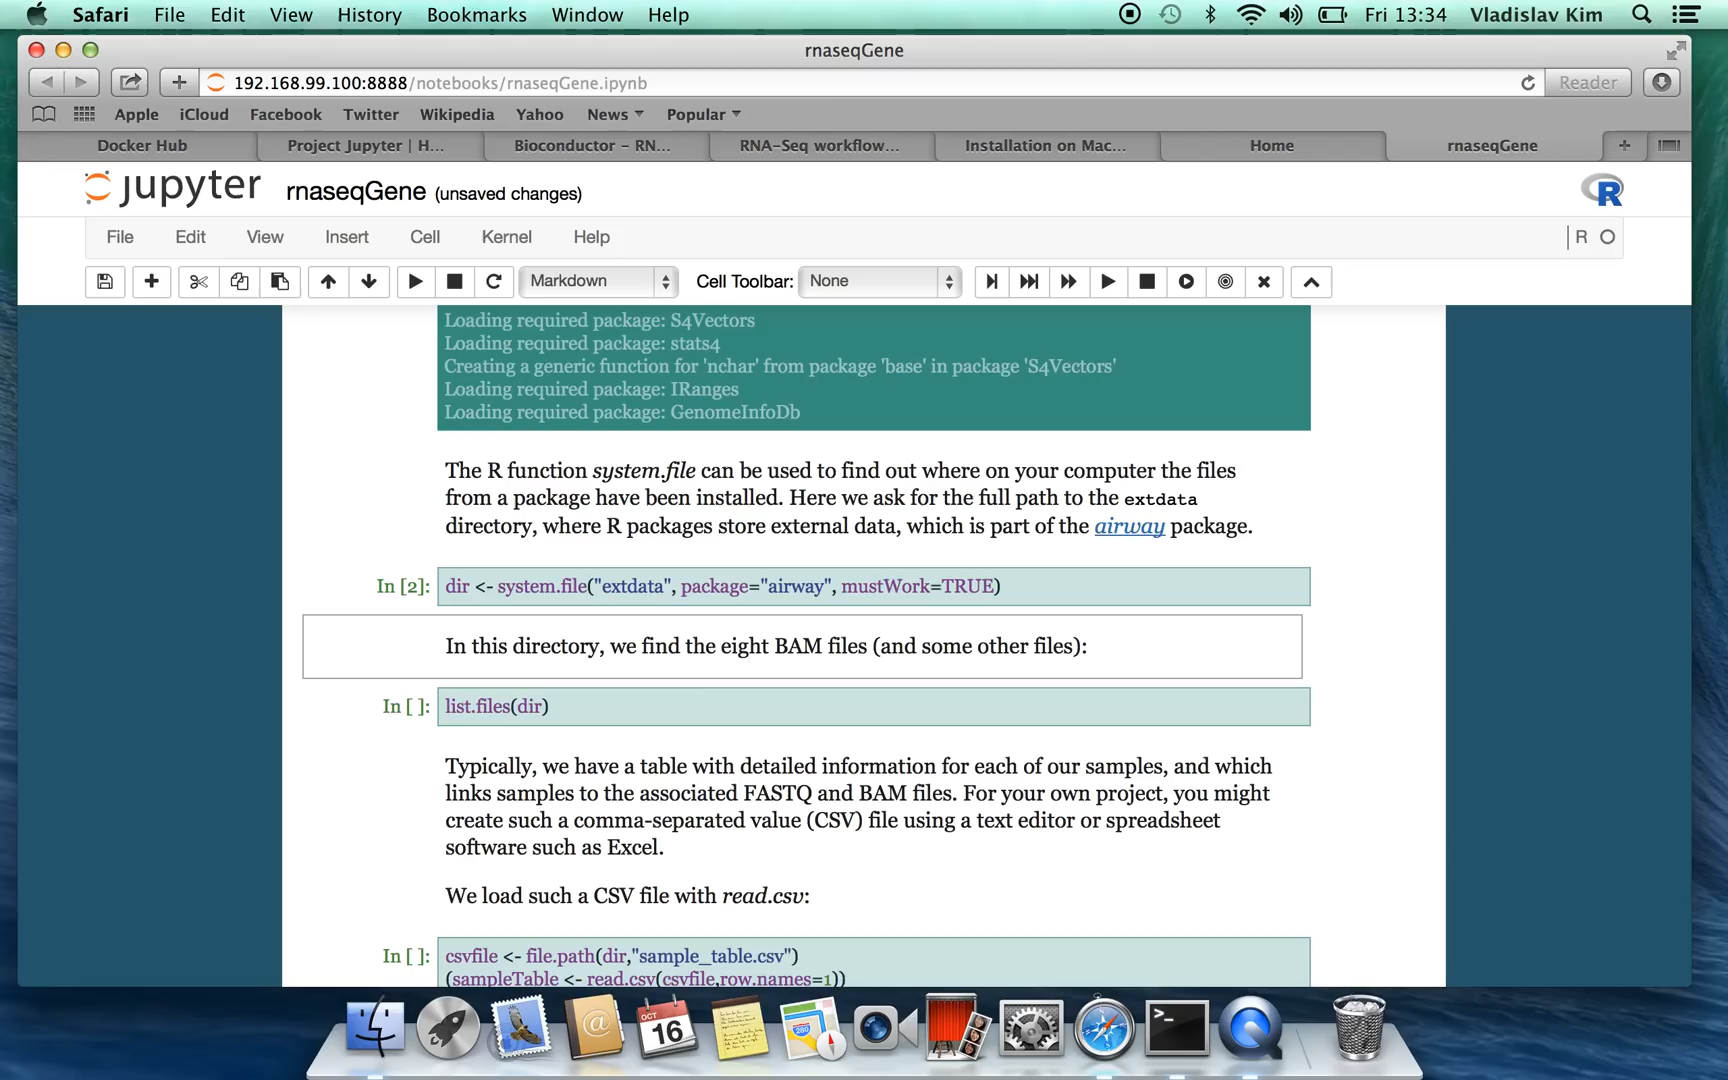 Safari File Edit View History Bookmarks Window Help Fri 13:34 Vladislav Kim
rnaseqGene
192.168.99.100:8888/notebooks/rnaseqGene.ipynb Reader
Apple iCloud Facebook Twitter Wikipedia Yahoo News Popular
Docker Hub Project Jupyter | H... Bioconductor – RN... RNA-Seq workflow... Installation on Mac... Home rnaseqGene
jupyter rnaseqGene (unsaved changes) R
File Edit View Insert Cell Kernel Help R
Markdown Cell Toolbar: None
Loading required package: S4Vectors
Loading required package: stats4
Creating a generic function for 'nchar' from package 'base' in package 'S4Vectors'
Loading required package: IRanges
Loading required package: GenomeInfoDb
The R function system.file can be used to find out where on your computer the files
from a package have been installed. Here we ask for the full path to the extdata
directory, where R packages store external data, which is part of the airway package.
In [2]: dir <- system.file("extdata", package="airway", mustWork=TRUE)
In this directory, we find the eight BAM files (and some other files):
In [ ]: list.files(dir)
Typically, we have a table with detailed information for each of our samples, and which
links samples to the associated FASTQ and BAM files. For your own project, you might
create such a comma-separated value (CSV) file using a text editor or spreadsheet
software such as Excel.
We load such a CSV file with read.csv:
In [ ]: csvfile <- file.path(dir,"sample_table.csv")
(sampleTable <- read.csv(csvfile,row.names=1))
OCT
16
280